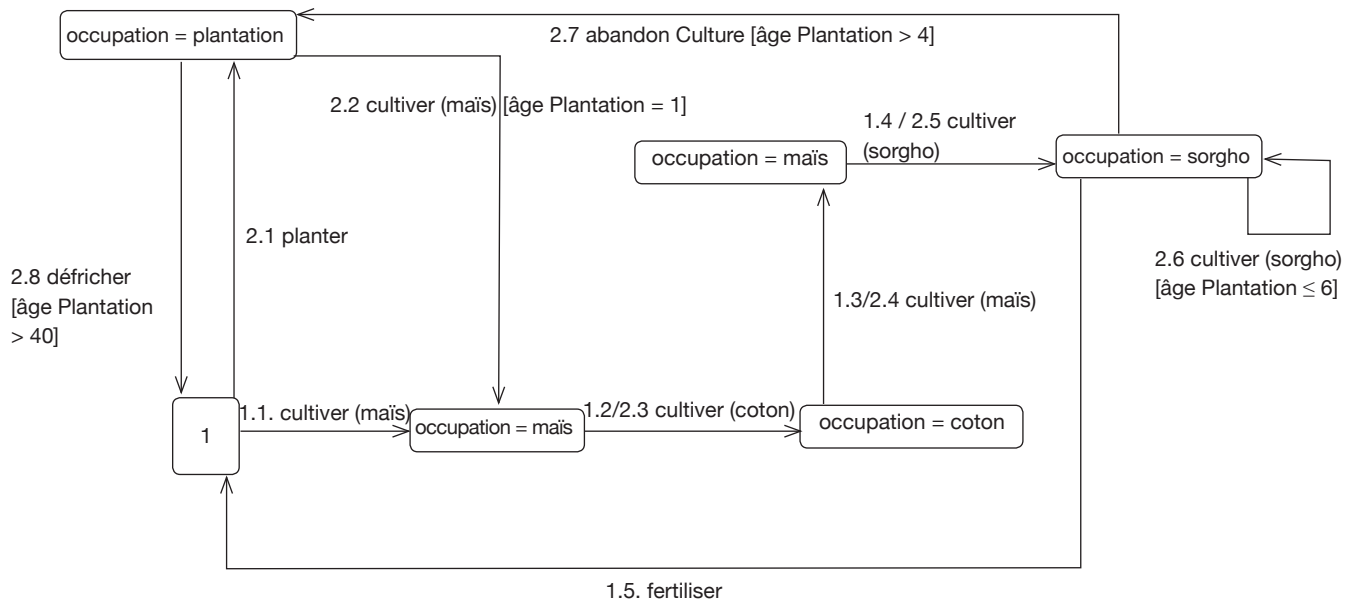 occupation = plantation
2.7 abandon Culture [âge Plantation > 4]
2.2 cultiver (maïs) [âge Plantation = 1]
1.4 / 2.5 cultiver
(sorgho)
occupation = maïs
occupation = sorgho
2.1 planter
2.6 cultiver (sorgho)
[âge Plantation ≤ 6]
2.8 défricher
[âge Plantation
> 40]
1.3/2.4 cultiver (maïs)
1.1. cultiver (maïs)
1.2/2.3 cultiver (coton)
1
occupation = maïs
occupation = coton
1.5. fertiliser